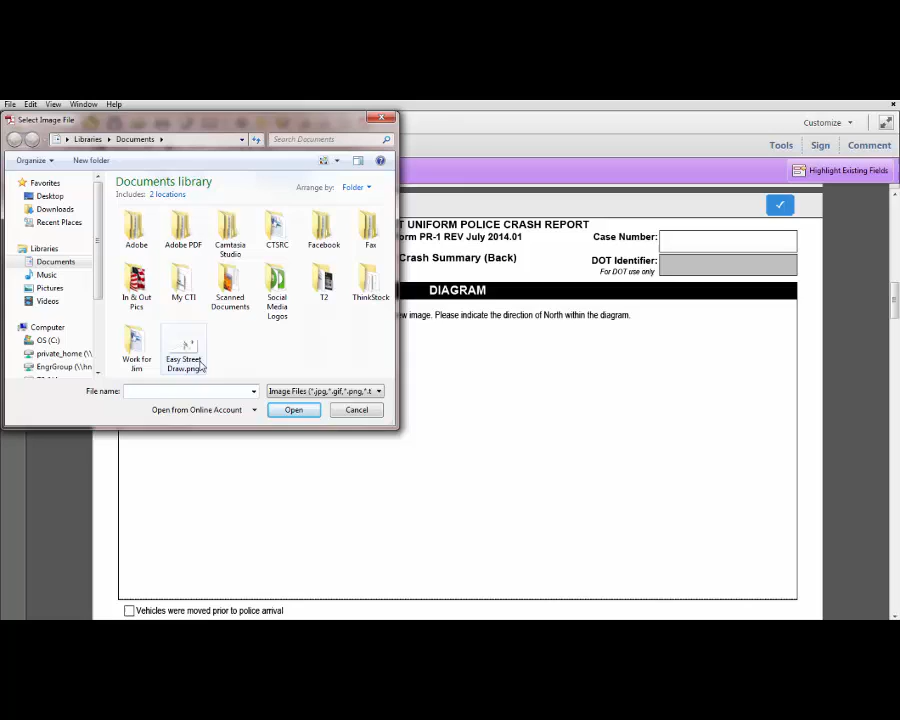 File Edit View Window Help
Select Image File
Customize
Libraries Documents Search Documents
Tools Sign Comment
Organize New folder
Highlight Existing Fields
Documents library
Includes: 2 locations
Arrange by: Folder
Favorites
Desktop
Downloads
Recent Places
Libraries
Documents
Music
Pictures
Videos
Computer
OS (C:)
private_home (\\
EngrGroup (\\hn
Adobe
Adobe PDF
Camtasia Studio
CTSRC
Facebook
Fax
In & Out Pics
My CTI
Scanned Documents
Social Media Logos
T2
ThinkStock
Work for Jim
Easy Street Draw.png
File name:
Image Files (*.jpg,*.gif,*.png,*.t
Open from Online Account
Open Cancel
T UNIFORM POLICE CRASH REPORT
orm PR-1 REV July 2014.01
Case Number:
Crash Summary (Back)
DOT Identifier:
For DOT use only
DIAGRAM
ew image. Please indicate the direction of North within the diagram.
Vehicles were moved prior to police arrival